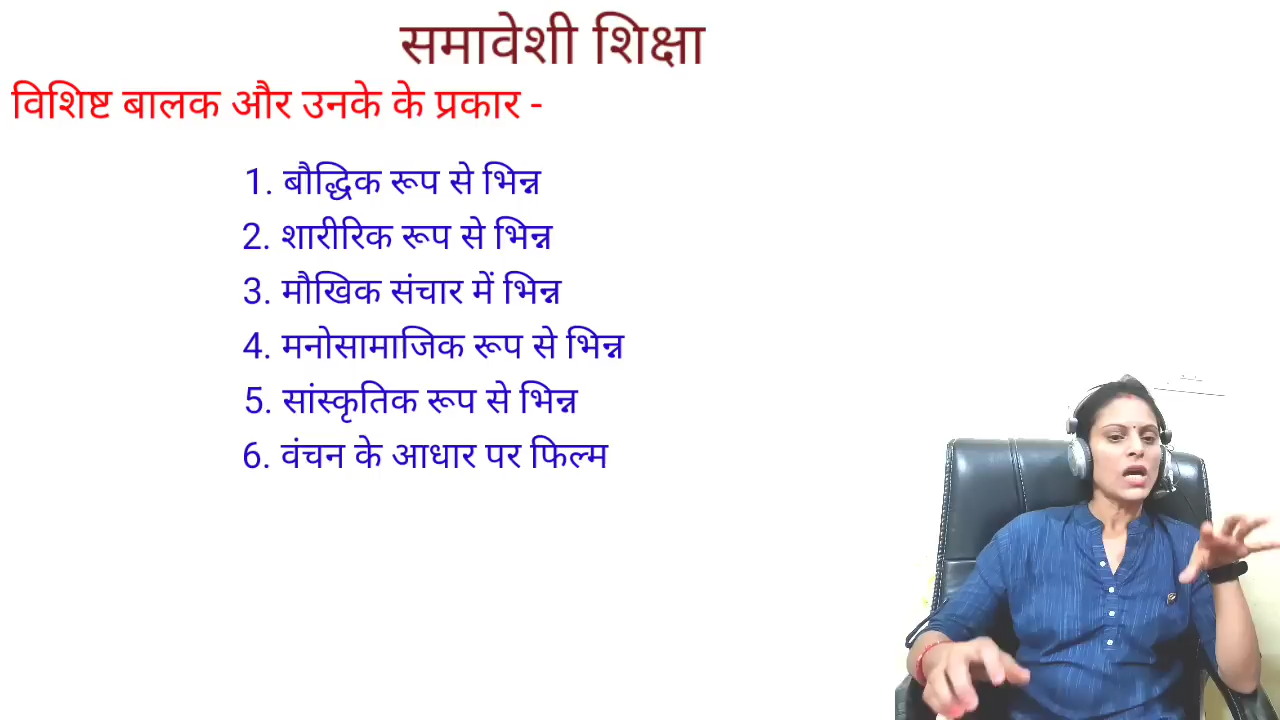 समावेशी शिक्षा
विशिष्ट बालक और उनके के प्रकार -
1. बौद्धिक रूप से भिन्न
2. शारीरिक रूप से भिन्न
3. मौखिक संचार में भिन्न
4. मनोसामाजिक रूप से भिन्न
5. सांस्कृतिक रूप से भिन्न
6. वंचन के आधार पर फिल्म